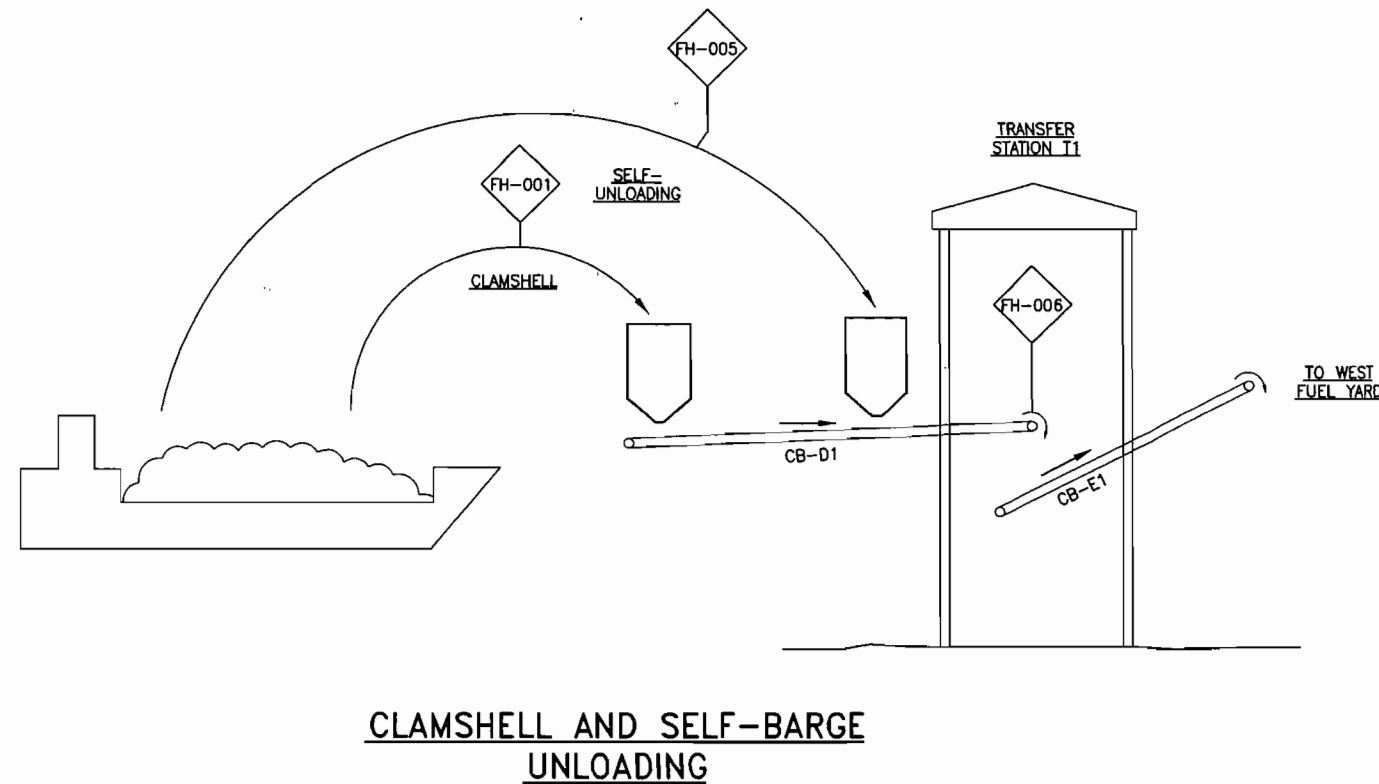 FH-005
TRANSFER
STATION T1
FH-001
SELF-
UNLOADING
CLAMSHELL
FH-006
TO WEST
FUEL YARD
CB-D1
CB-E1
CLAMSHELL AND SELF-BARGE
UNLOADING